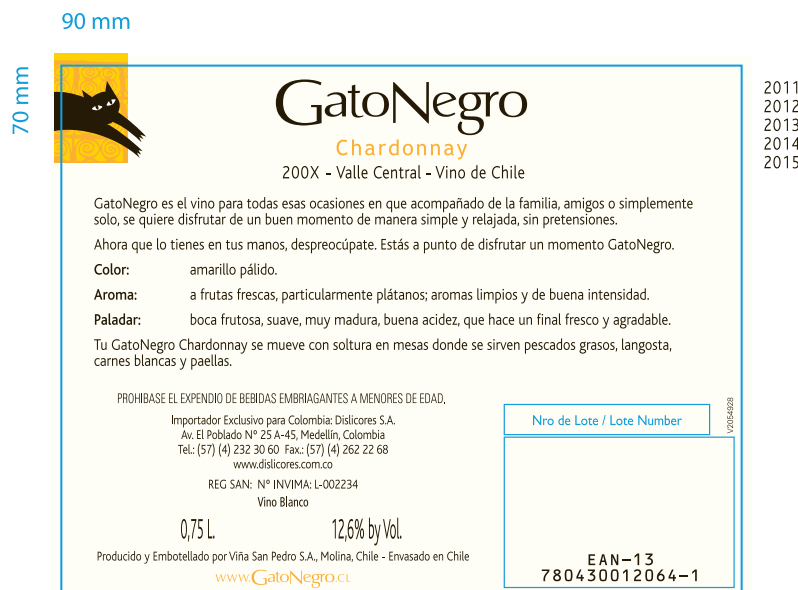 90 mm
70 mm
GatoNegro
Chardonnay
200X - Valle Central - Vino de Chile
2011
2012
2013
2014
2015
GatoNegro es el vino para todas esas ocasiones en que acompañado de la familia, amigos o simplemente
solo, se quiere disfrutar de un buen momento de manera simple y relajada, sin pretensiones.
Ahora que lo tienes en tus manos, despreocúpate. Estás a punto de disfrutar un momento GatoNegro.
Color: amarillo pálido.
Aroma: a frutas frescas, particularmente plátanos; aromas limpios y de buena intensidad.
Paladar: boca frutosa, suave, muy madura, buena acidez, que hace un final fresco y agradable.
Tu GatoNegro Chardonnay se mueve con soltura en mesas donde se sirven pescados grasos, langosta,
carnes blancas y paellas.
PROHIBASE EL EXPENDIO DE BEBIDAS EMBRIAGANTES A MENORES DE EDAD.
Importador Exclusivo para Colombia: Dislicores S.A.
Av. El Poblado Nº 25 A-45, Medellín, Colombia
Tel.: (57) (4) 232 30 60 Fax.: (57) (4) 262 22 68
www.dislicores.com.co
REG SAN: Nº INVIMA: L-002234
Vino Blanco
0,75 L. 12,6% by Vol.
Producido y Embotellado por Viña San Pedro S.A., Molina, Chile - Envasado en Chile
www.GatoNegro.cl
Nro de Lote / Lote Number
V2054928
EAN-13
780430012064-1